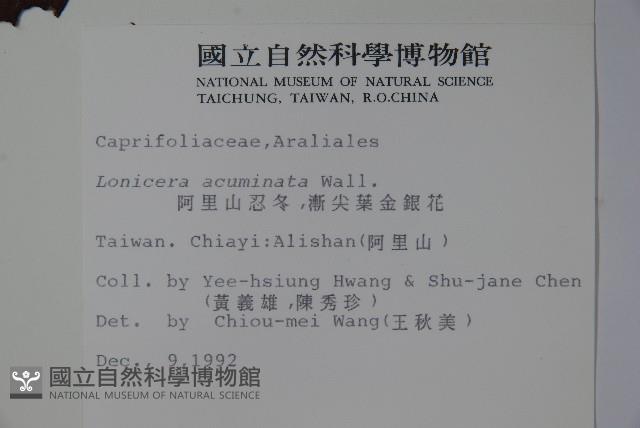 國立自然科學博物館
NATIONAL MUSEUM OF NATURAL SCIENCE
TAICHUNG, TAIWAN, R.O.CHINA
Caprifoliaceae,Araliales
Lonicera acuminata Wall.
阿里山忍冬,漸尖葉金銀花
Taiwan. Chiayi:Alishan(阿里山)
Coll. by Yee-hsiung Hwang & Shu-jane Chen
(黃義雄,陳秀珍)
Det. by Chiou-mei Wang(王秋美)
Dec. 9,1992
國立自然科學博物館
NATIONAL MUSEUM OF NATURAL SCIENCE